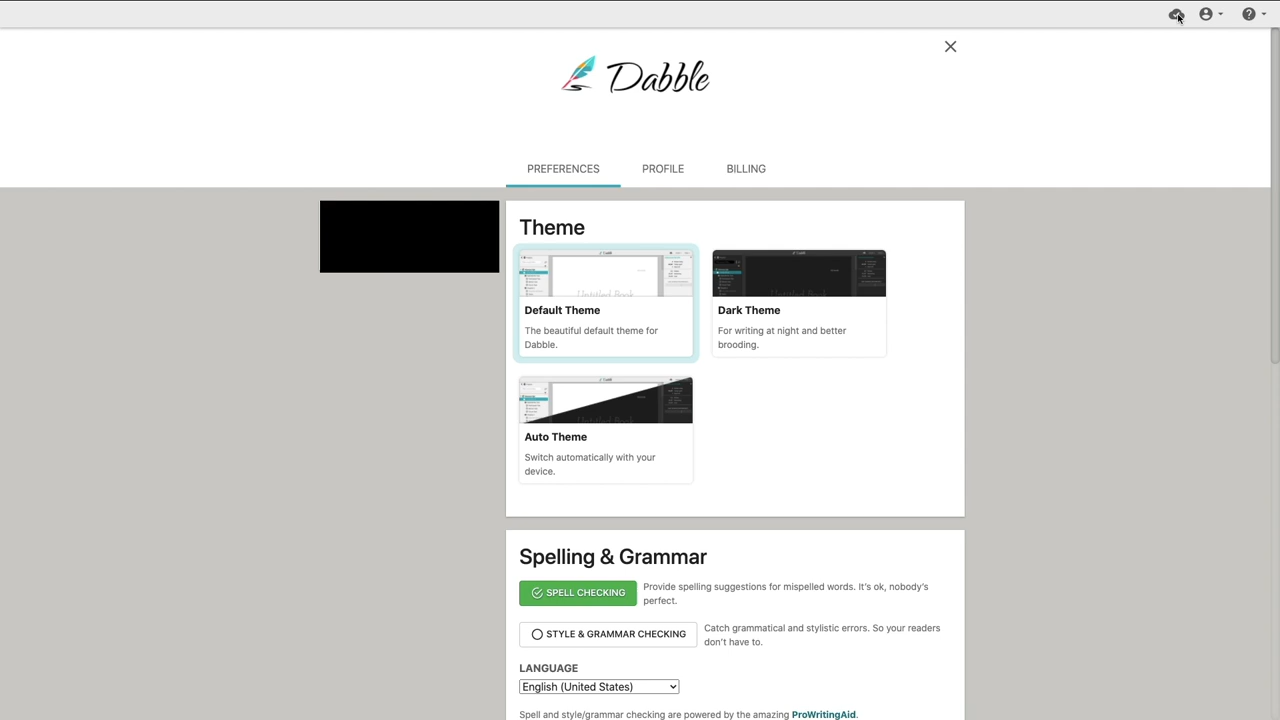 Dabble
PREFERENCES PROFILE BILLING
Theme
Default Theme
The beautiful default theme for
Dabble.
Dark Theme
For writing at night and better
brooding.
Auto Theme
Switch automatically with your
device.
Spelling & Grammar
SPELL CHECKING
Provide spelling suggestions for mispelled words. It's ok, nobody's
perfect.
STYLE & GRAMMAR CHECKING
Catch grammatical and stylistic errors. So your readers
don't have to.
LANGUAGE
English (United States)
Spell and style/grammar checking are powered by the amazing ProWritingAid.